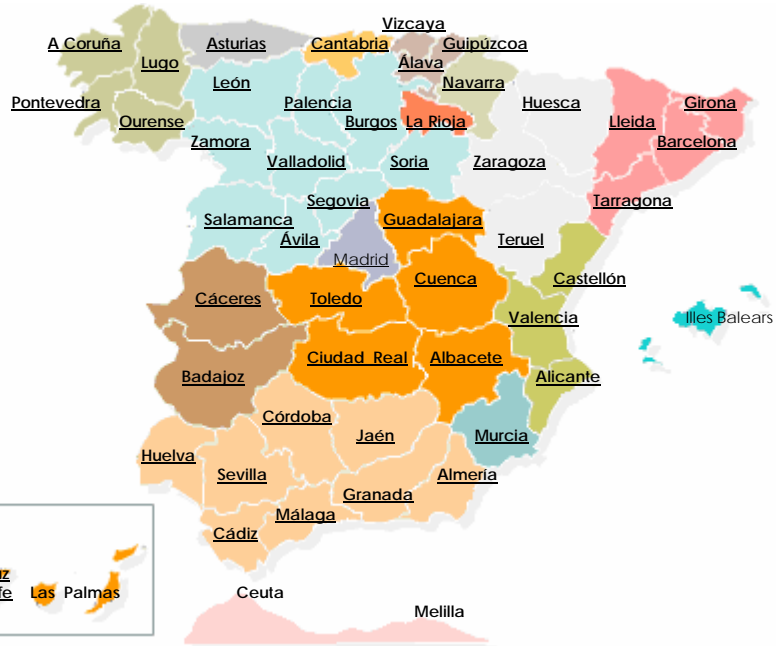 Vizcaya
A Coruña
Asturias
Cantabria
Guipúzcoa
Lugo
Álava
León
Navarra
Pontevedra
Palencia
Huesca
Girona
Ourense
Burgos
La Rioja
Lleida
Zamora
Barcelona
Valladolid
Soria
Zaragoza
Segovia
Tarragona
Salamanca
Guadalajara
Ávila
Teruel
Madrid
Cuenca
Castellón
Cáceres
Toledo
Valencia
Illes Balears
Ciudad Real
Albacete
Badajoz
Alicante
Córdoba
Jaén
Murcia
Huelva
Sevilla
Almería
Granada
Málaga
Cádiz
uz
fe
Las Palmas
Ceuta
Melilla